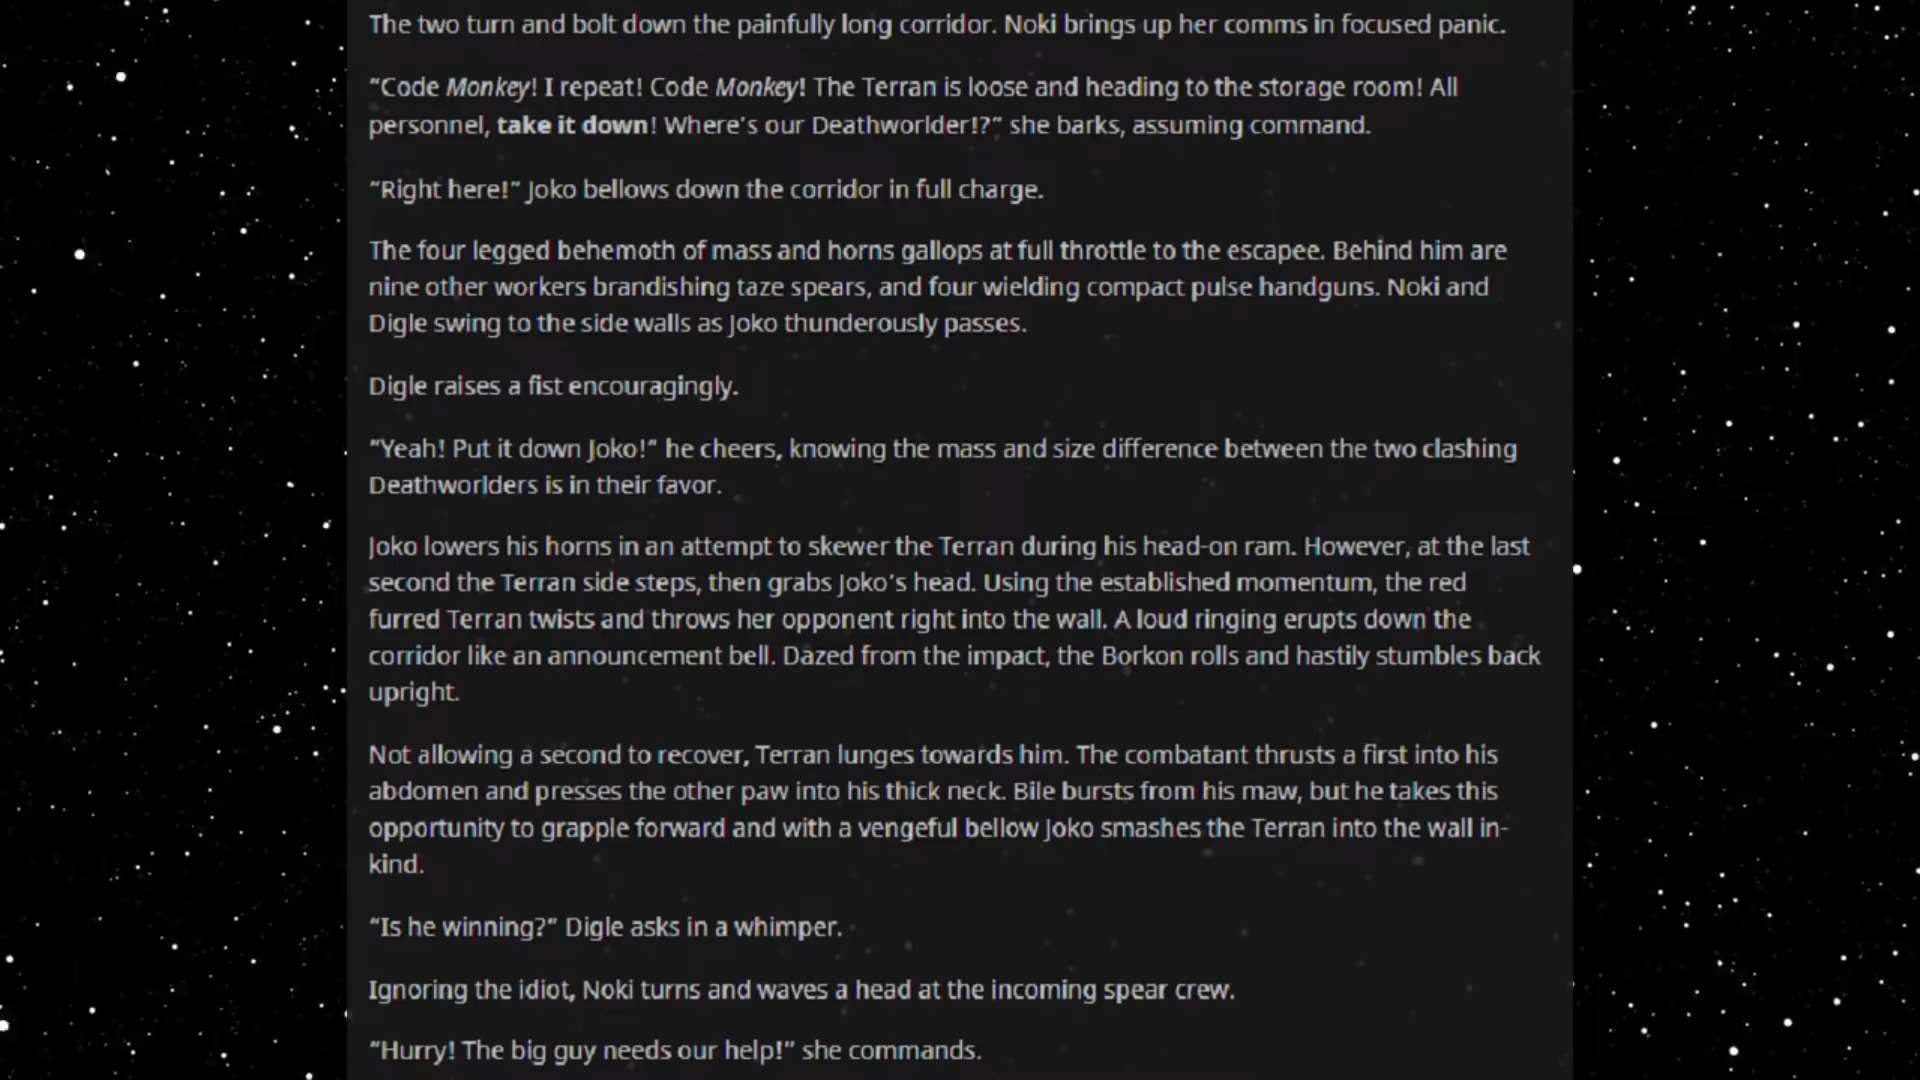 The two turn and bolt down the painfully long corridor. Noki brings up her comms in focused panic.
“Code Monkey! I repeat! Code Monkey! The Terran is loose and heading to the storage room! All
personnel, take it down! Where’s our Deathworlder!?” she barks, assuming command.
“Right here!” Joko bellows down the corridor in full charge.
The four legged behemoth of mass and horns gallops at full throttle to the escapee. Behind him are
nine other workers brandishing taze spears, and four wielding compact pulse handguns. Noki and
Digle swing to the side walls as Joko thunderously passes.
Digle raises a fist encouragingly.
“Yeah! Put it down Joko!” he cheers, knowing the mass and size difference between the two clashing
Deathworlders is in their favor.
Joko lowers his horns in an attempt to skewer the Terran during his head-on ram. However, at the last
second the Terran side steps, then grabs Joko’s head. Using the established momentum, the red
furred Terran twists and throws her opponent right into the wall. A loud ringing erupts down the
corridor like an announcement bell. Dazed from the impact, the Borkon rolls and hastily stumbles back
upright.
Not allowing a second to recover, Terran lunges towards him. The combatant thrusts a first into his
abdomen and presses the other paw into his thick neck. Bile bursts from his maw, but he takes this
opportunity to grapple forward and with a vengeful bellow Joko smashes the Terran into the wall in-
kind.
“Is he winning?” Digle asks in a whimper.
Ignoring the idiot, Noki turns and waves a head at the incoming spear crew.
“Hurry! The big guy needs our help!” she commands.